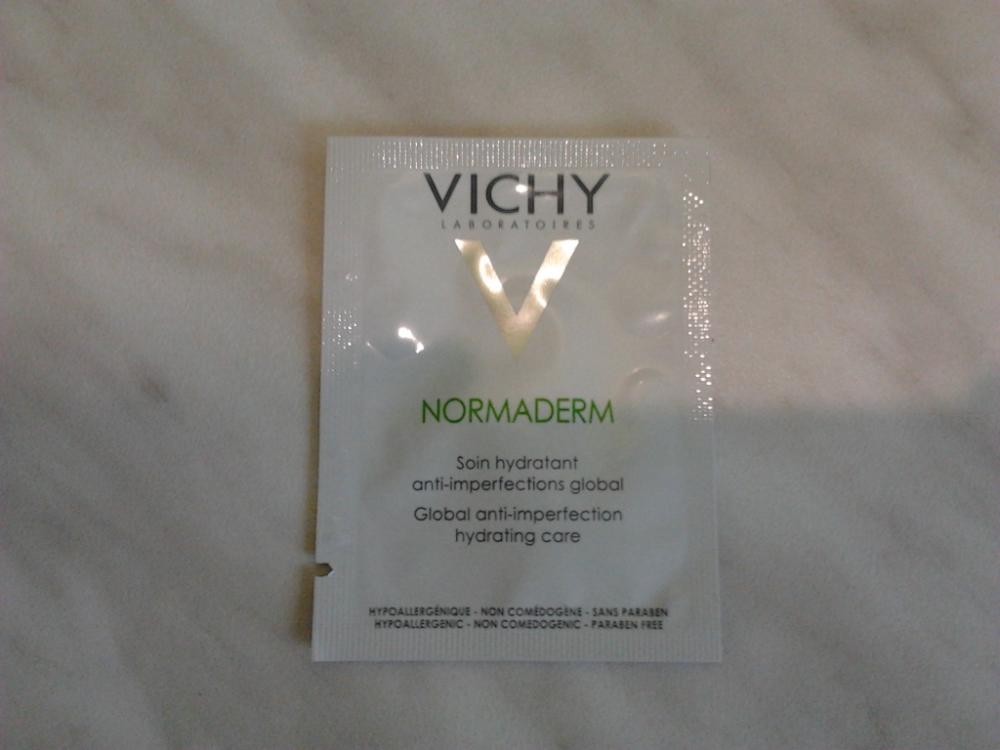 VICHY
LABORATOIRES
V
NORMADERM
Soin hydratant
anti-imperfections global
Global anti-imperfection
hydrating care
HYPOALLERGÉNIQUE - NON COMÉDOGÈNE - SANS PARABEN
HYPOALLERGENIC - NON COMEDOGENIC - PARABEN FREE